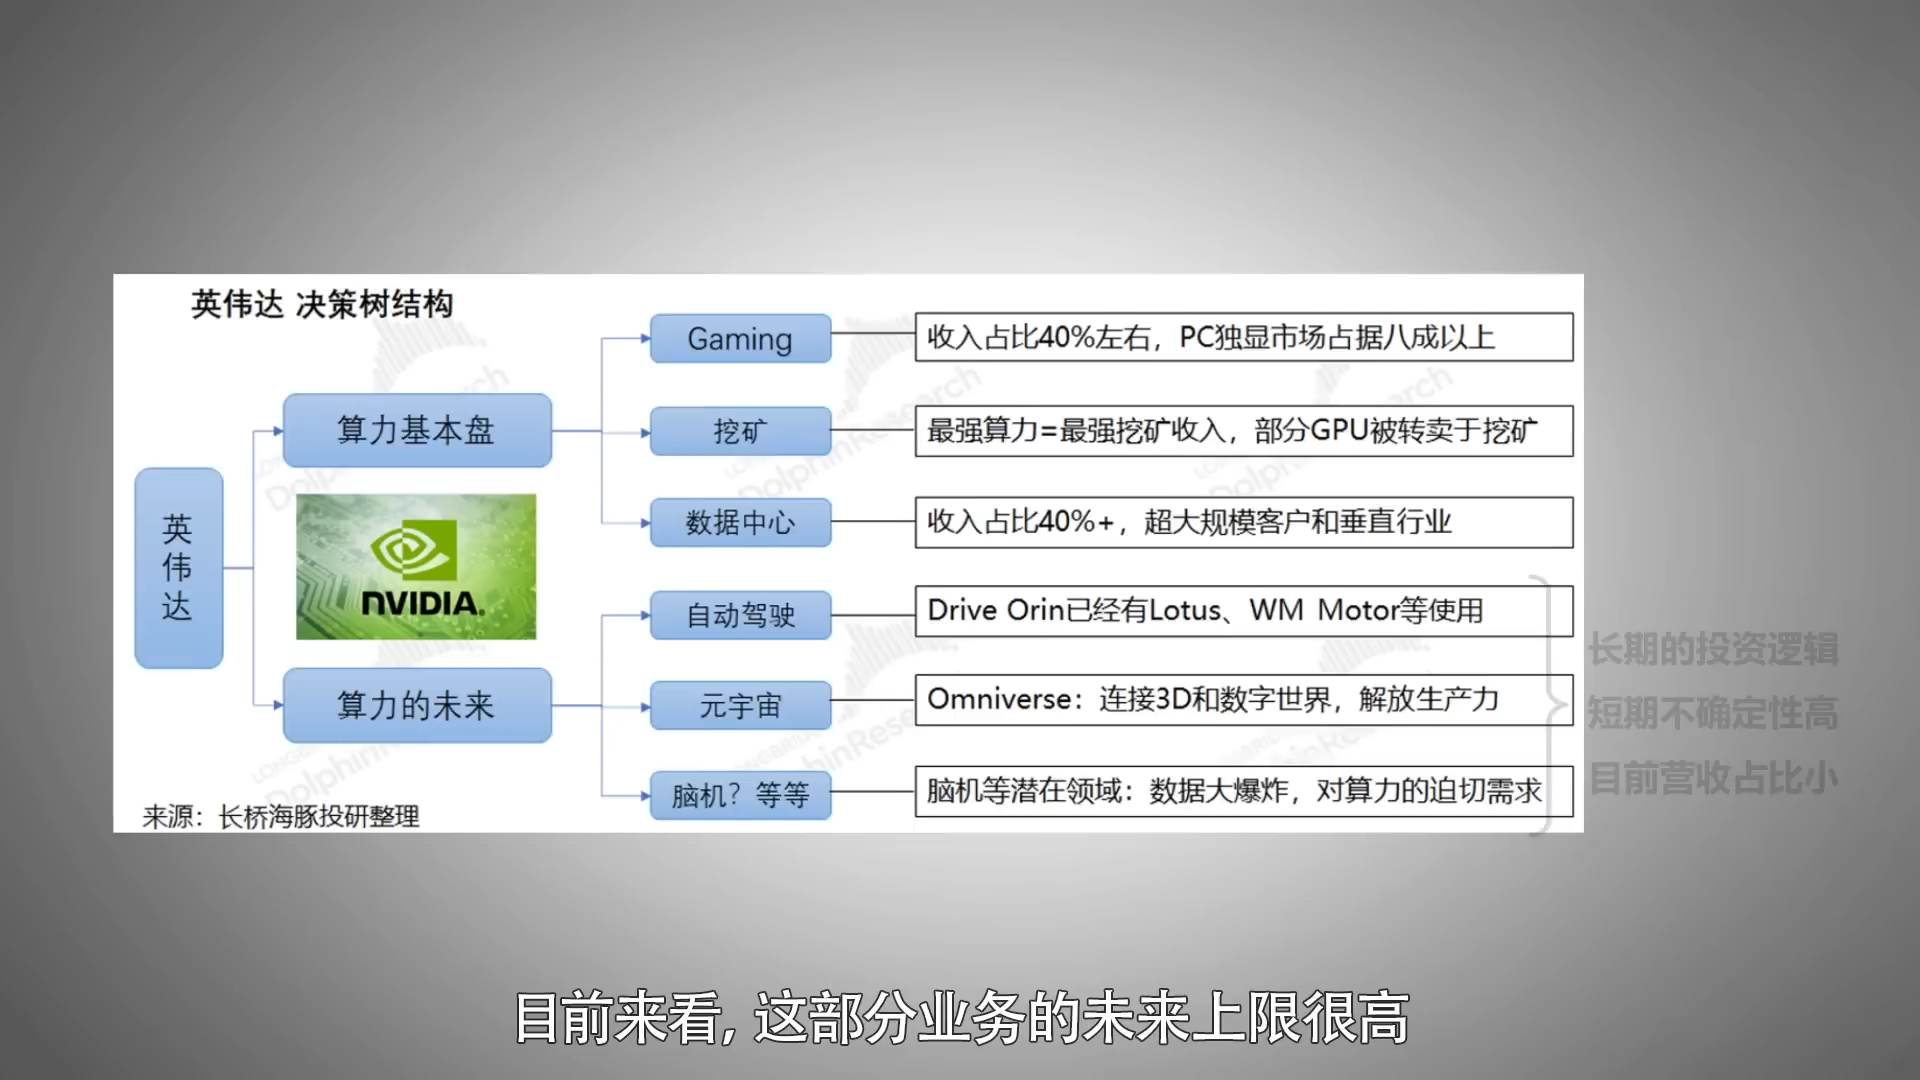 英伟达 决策树结构
英
伟
达
算力基本盘
Gaming
收入占比40%左右，PC独显市场占据八成以上
挖矿
最强算力=最强挖矿收入，部分GPU被转卖于挖矿
数据中心
收入占比40%+，超大规模客户和垂直行业
NVIDIA.
算力的未来
自动驾驶
Drive Orin已经有Lotus、WM Motor等使用
元宇宙
Omniverse：连接3D和数字世界，解放生产力
脑机？等等
脑机等潜在领域：数据大爆炸，对算力的迫切需求
长期的投资逻辑
短期不确定性高
目前营收占比小
来源：长桥海豚投研整理
目前来看, 这部分业务的未来上限很高